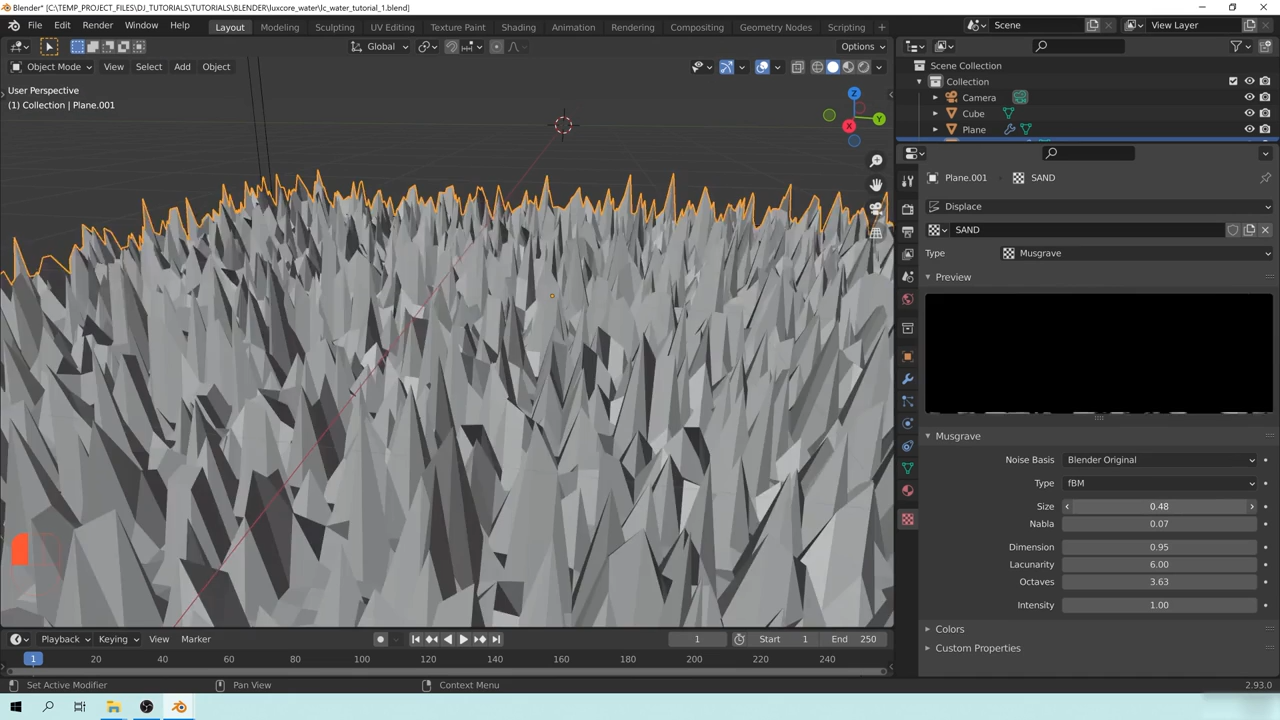 Blender* [C:\TEMP_PROJECT_FILES\DJ_TUTORIALS\TUTORIALS\BLENDER\luxcore_water\lc_water_tutorial_1.blend]
File Edit Render Window Help Layout Modeling Sculpting UV Editing Texture Paint Shading Animation Rendering Compositing Geometry Nodes Scripting + Scene View Layer
Global Options
Object Mode View Select Add Object
User Perspective
(1) Collection | Plane.001
Z
Y
X
Scene Collection
Collection
Camera
Cube
Plane
Plane.001 SAND
Displace
SAND
Type Musgrave
Preview
Musgrave
Noise Basis Blender Original
Type fBM
Size 0.48
Nabla 0.07
Dimension 0.95
Lacunarity 6.00
Octaves 3.63
Intensity 1.00
Colors
Custom Properties
Playback Keying View Marker 1 Start 1 End 250
1 20 40 60 80 100 120 140 160 180 200 220 240
Set Active Modifier Pan View Context Menu 2.93.0